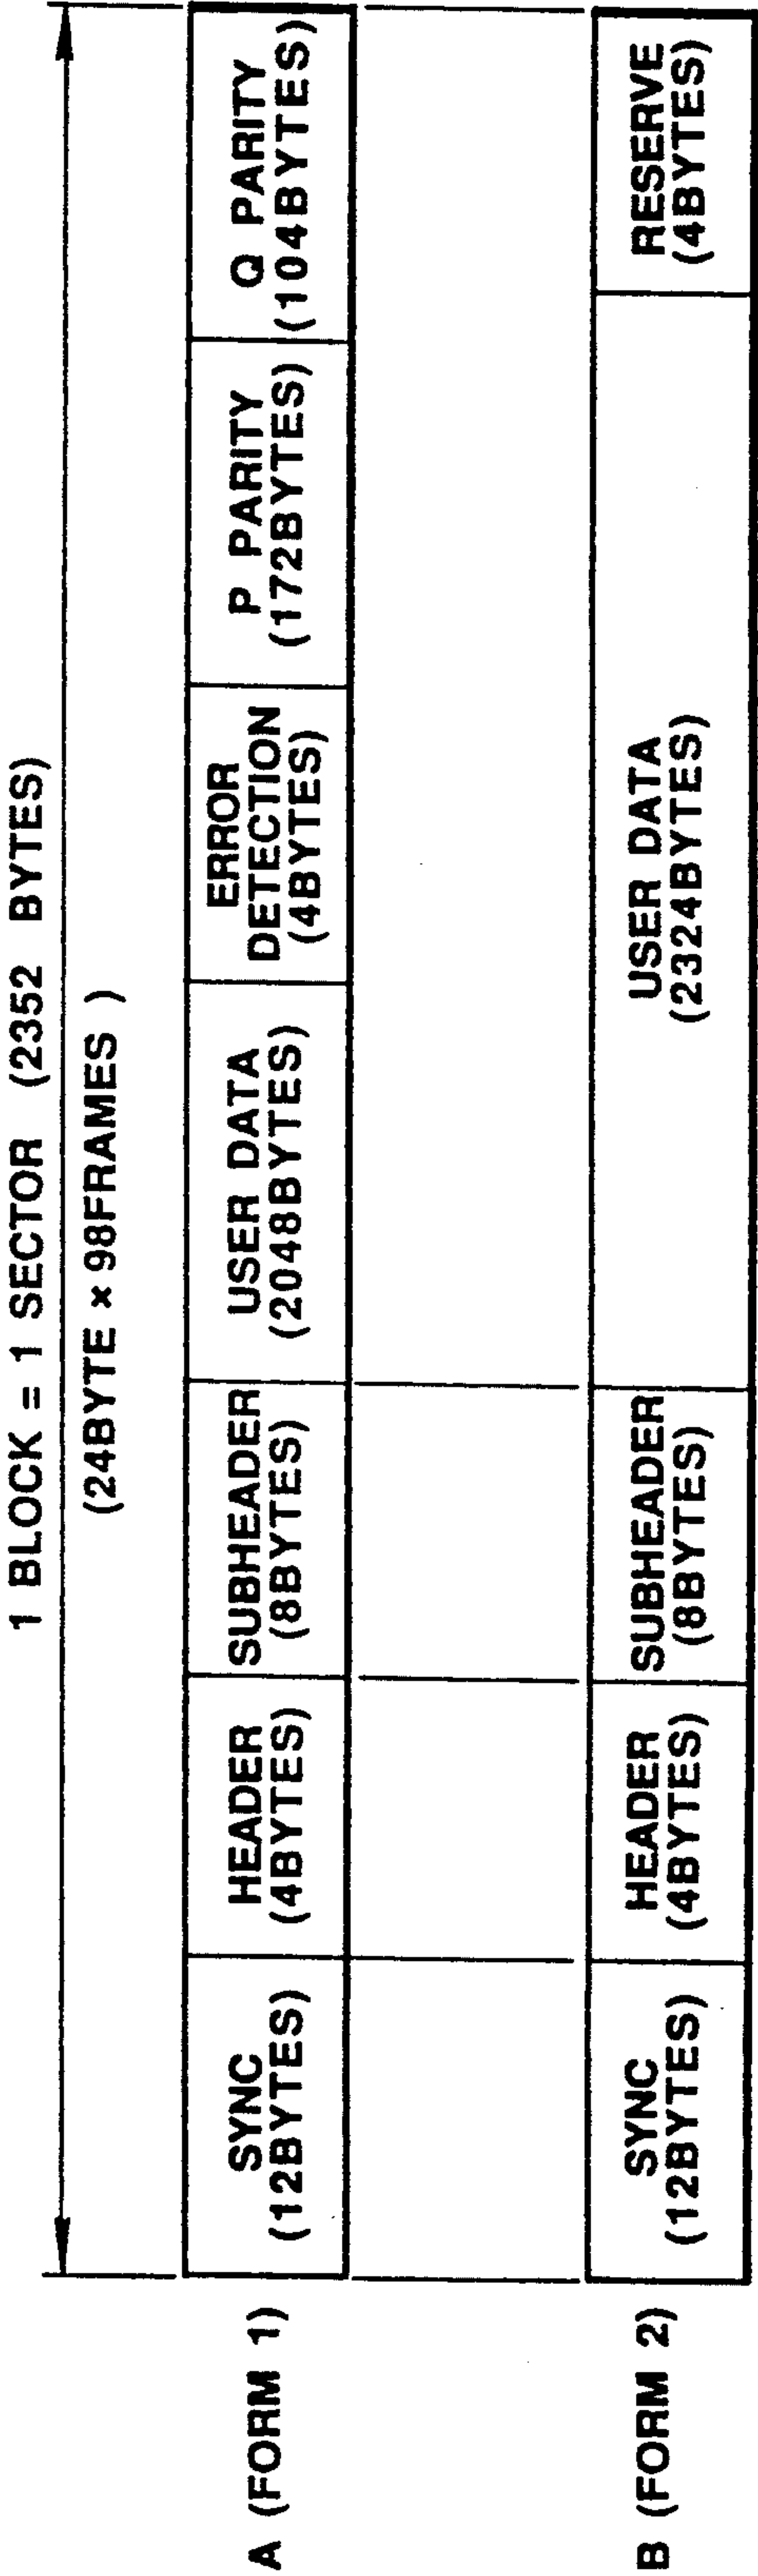 1 BLOCK = 1 SECTOR (2352 BYTES)
(24BYTE × 98FRAMES )
A (FORM 1)
SYNC
(12BYTES)
HEADER
(4BYTES)
SUBHEADER
(8BYTES)
USER DATA
(2048BYTES)
ERROR
DETECTION
(4BYTES)
P PARITY
(172BYTES)
Q PARITY
(104BYTES)
B (FORM 2)
SYNC
(12BYTES)
HEADER
(4BYTES)
SUBHEADER
(8BYTES)
USER DATA
(2324BYTES)
RESERVE
(4BYTES)